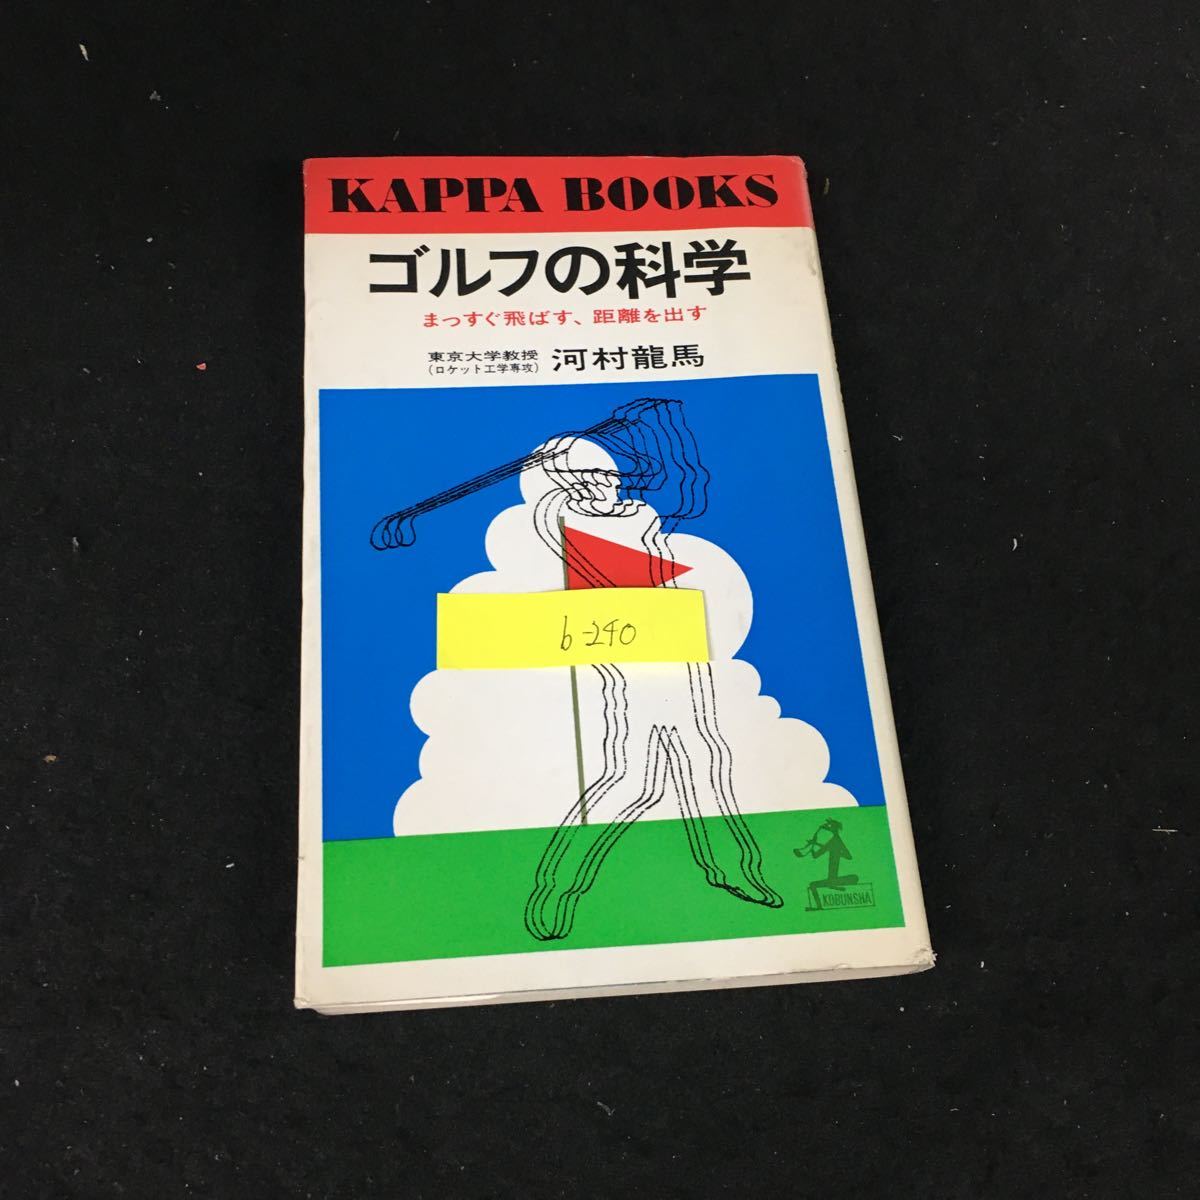 KAPPA BOOKS
ゴルフの科学
まっすぐ飛ばす、距離を出す
東京大学教授
(ロケット工学専攻)
河村龍馬
b-240
KOBUNSHA